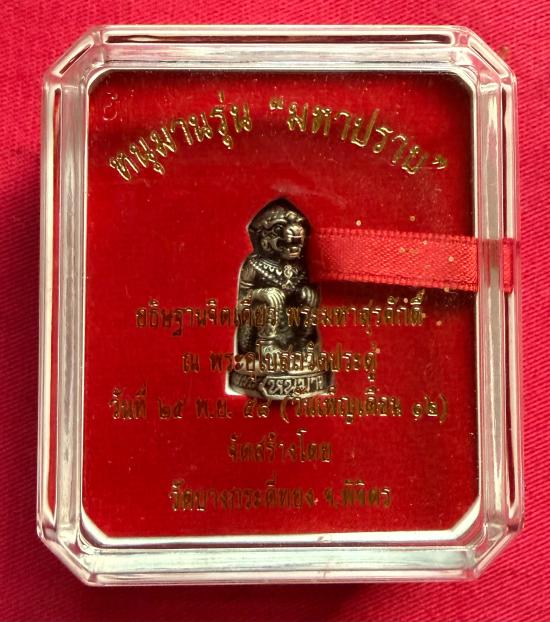 หนุมานรุ่น "มหาปราบ"
อธิษฐานจิตเดี่ยว พระมหาสุรศักดิ์
ณ พระอุโบสถวัดประดู่
วันที่ ๒๕ พ.ย. ๕๘ (วันเพ็ญเดือน ๑๒)
จัดสร้างโดย
วัดบางกระดี่ทอง จ.พิจิตร
หนุมาน